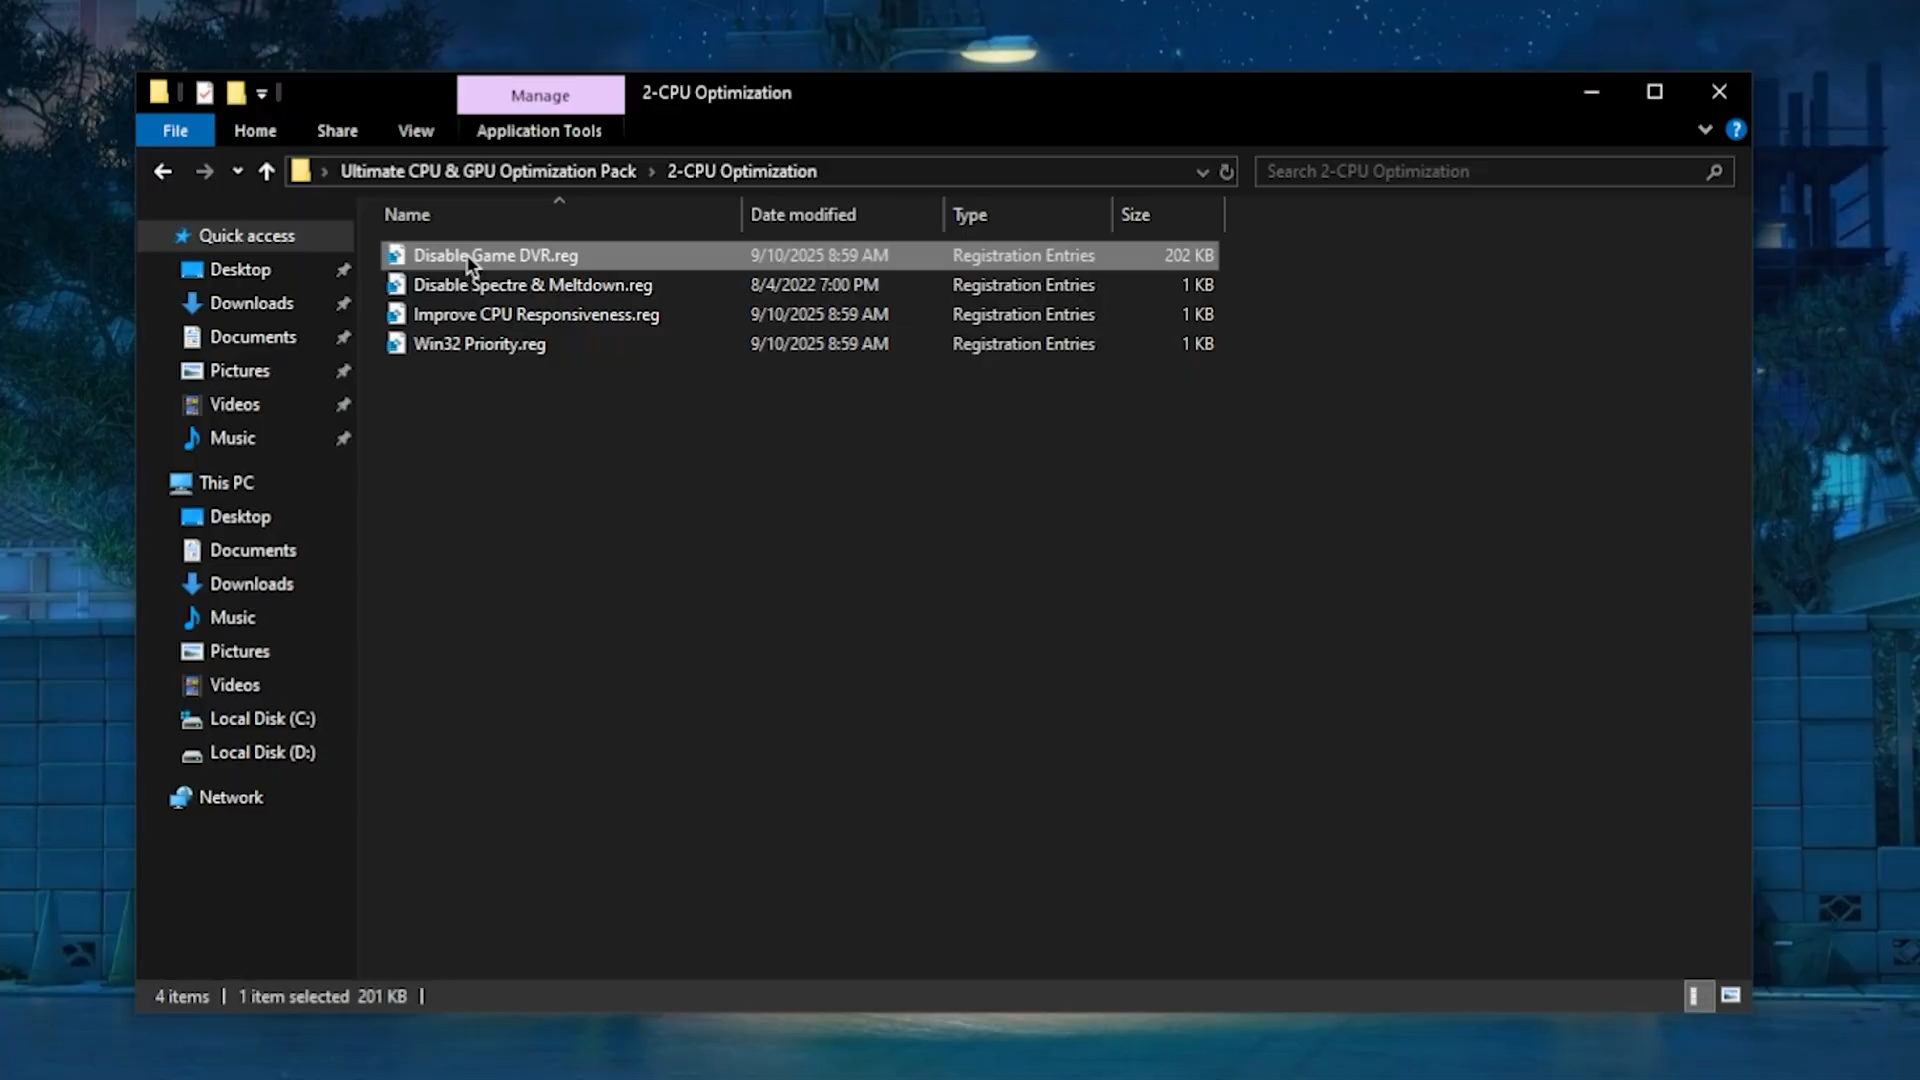 Manage
2-CPU Optimization
File
Home
Share
View
Application Tools
?
Ultimate CPU & GPU Optimization Pack
2-CPU Optimization
Search 2-CPU Optimization
Name
Date modified
Type
Size
Disable Game DVR.reg 9/10/2025 8:59 AM Registration Entries 202 KB
Disable Spectre & Meltdown.reg 8/4/2022 7:00 PM Registration Entries 1 KB
Improve CPU Responsiveness.reg 9/10/2025 8:59 AM Registration Entries 1 KB
Win32 Priority.reg 9/10/2025 8:59 AM Registration Entries 1 KB
Quick access
Desktop
Downloads
Documents
Pictures
Videos
Music
This PC
Desktop
Documents
Downloads
Music
Pictures
Videos
Local Disk (C:)
Local Disk (D:)
Network
4 items 1 item selected 201 KB